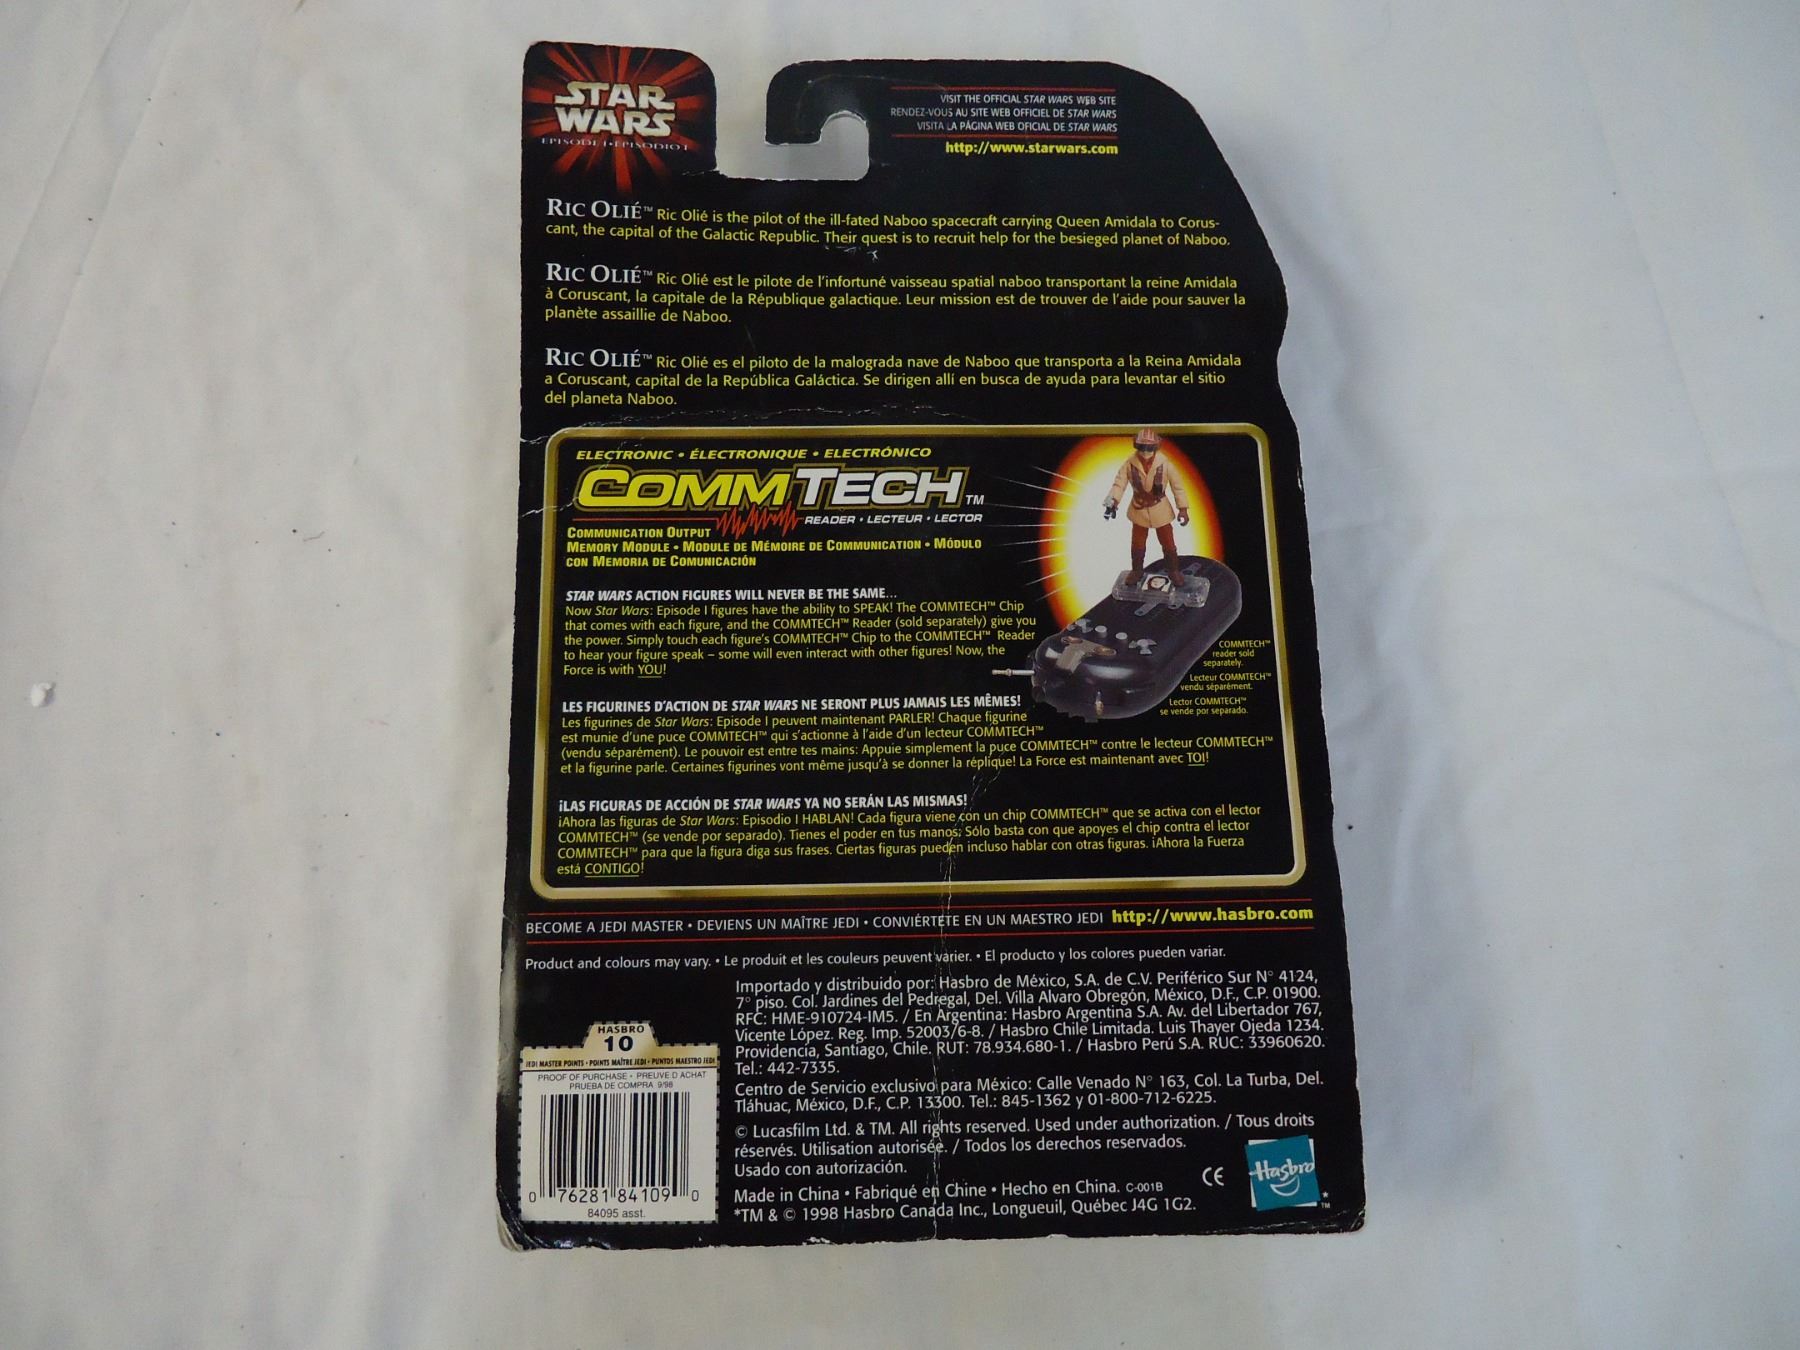 STAR
WARS
EPISODE I • EPISODIO I
VISIT THE OFFICIAL STAR WARS WEB SITE
RENDEZ-VOUS AU SITE WEB OFFICIEL DE STAR WARS
VISITA LA PÁGINA WEB OFICIAL DE STAR WARS
http://www.starwars.com
RIC OLIÉ™ Ric Olié is the pilot of the ill-fated Naboo spacecraft carrying Queen Amidala to Corus-
cant, the capital of the Galactic Republic. Their quest is to recruit help for the besieged planet of Naboo.
RIC OLIÉ™ Ric Olié est le pilote de l'infortuné vaisseau spatial naboo transportant la reine Amidala
à Coruscant, la capitale de la République galactique. Leur mission est de trouver de l'aide pour sauver la
planète assaillie de Naboo.
RIC OLIÉ™ Ric Olié es el piloto de la malograda nave de Naboo que transporta a la Reina Amidala
a Coruscant, capital de la República Galáctica. Se dirigen allí en busca de ayuda para levantar el sitio
del planeta Naboo.
ELECTRONIC • ÉLECTRONIQUE • ELECTRÓNICO
COMMTECH™
READER • LECTEUR • LECTOR
COMMUNICATION OUTPUT
MEMORY MODULE • MODULE DE MÉMOIRE DE COMMUNICATION • MÓDULO
CON MEMORIA DE COMUNICACIÓN
STAR WARS ACTION FIGURES WILL NEVER BE THE SAME...
Now Star Wars: Episode I figures have the ability to SPEAK! The COMMTECH™ Chip
that comes with each figure, and the COMMTECH™ Reader (sold separately) give you
the power. Simply touch each figure's COMMTECH™ Chip to the COMMTECH™ Reader
to hear your figure speak – some will even interact with other figures! Now, the
Force is with YOU!
COMMTECH™
reader sold
separately.
Lecteur COMMTECH™
vendu séparément.
Lector COMMTECH™
se vende por separado.
LES FIGURINES D'ACTION DE STAR WARS NE SERONT PLUS JAMAIS LES MÊMES!
Les figurines de Star Wars: Episode I peuvent maintenant PARLER! Chaque figurine
est munie d'une puce COMMTECH™ qui s'actionne à l'aide d'un lecteur COMMTECH™
(vendu séparément). Le pouvoir est entre tes mains: Appuie simplement la puce COMMTECH™ contre le lecteur COMMTECH™
et la figurine parle. Certaines figurines vont même jusqu'à se donner la réplique! La Force est maintenant avec TOI!
¡LAS FIGURAS DE ACCIÓN DE STAR WARS YA NO SERÁN LAS MISMAS!
¡Ahora las figuras de Star Wars: Episodio I HABLAN! Cada figura viene con un chip COMMTECH™ que se activa con el lector
COMMTECH™ (se vende por separado). Tienes el poder en tus manos: Sólo basta con que apoyes el chip contra el lector
COMMTECH™ para que la figura diga sus frases. Ciertas figuras pueden incluso hablar con otras figuras. ¡Ahora la Fuerza
está CONTIGO!
BECOME A JEDI MASTER • DEVIENS UN MAÎTRE JEDI • CONVIÉRTETE EN UN MAESTRO JEDI http://www.hasbro.com
Product and colours may vary. • Le produit et les couleurs peuvent varier. • El producto y los colores pueden variar.
Importado y distribuido por: Hasbro de México, S.A. de C.V. Periférico Sur N° 4124,
7° piso. Col. Jardines del Pedregal, Del. Villa Alvaro Obregón, México, D.F., C.P. 01900.
RFC: HME-910724-IM5. / En Argentina: Hasbro Argentina S.A. Av. del Libertador 767,
Vicente López. Reg. Imp. 52003/6-8. / Hasbro Chile Limitada. Luis Thayer Ojeda 1234.
Providencia, Santiago, Chile. RUT: 78.934.680-1. / Hasbro Perú S.A. RUC: 33960620.
Tel.: 442-7335.
Centro de Servicio exclusivo para México: Calle Venado N° 163, Col. La Turba, Del.
Tláhuac, México, D.F., C.P. 13300. Tel.: 845-1362 y 01-800-712-6225.
© Lucasfilm Ltd. & TM. All rights reserved. Used under authorization. / Tous droits
réservés. Utilisation autorisée. / Todos los derechos reservados.
Usado con autorización.
Made in China • Fabriqué en Chine • Hecho en China. C-001B
*TM & © 1998 Hasbro Canada Inc., Longueuil, Québec J4G 1G2.
CE
Hasbro
*
TM
HASBRO
10
JEDI MASTER POINTS • POINTS MAÎTRE JEDI • PUNTOS MAESTRO JEDI
PROOF OF PURCHASE • PREUVE D'ACHAT
PRUEBA DE COMPRA 9/98
0 76281 84109 0
84095 asst.